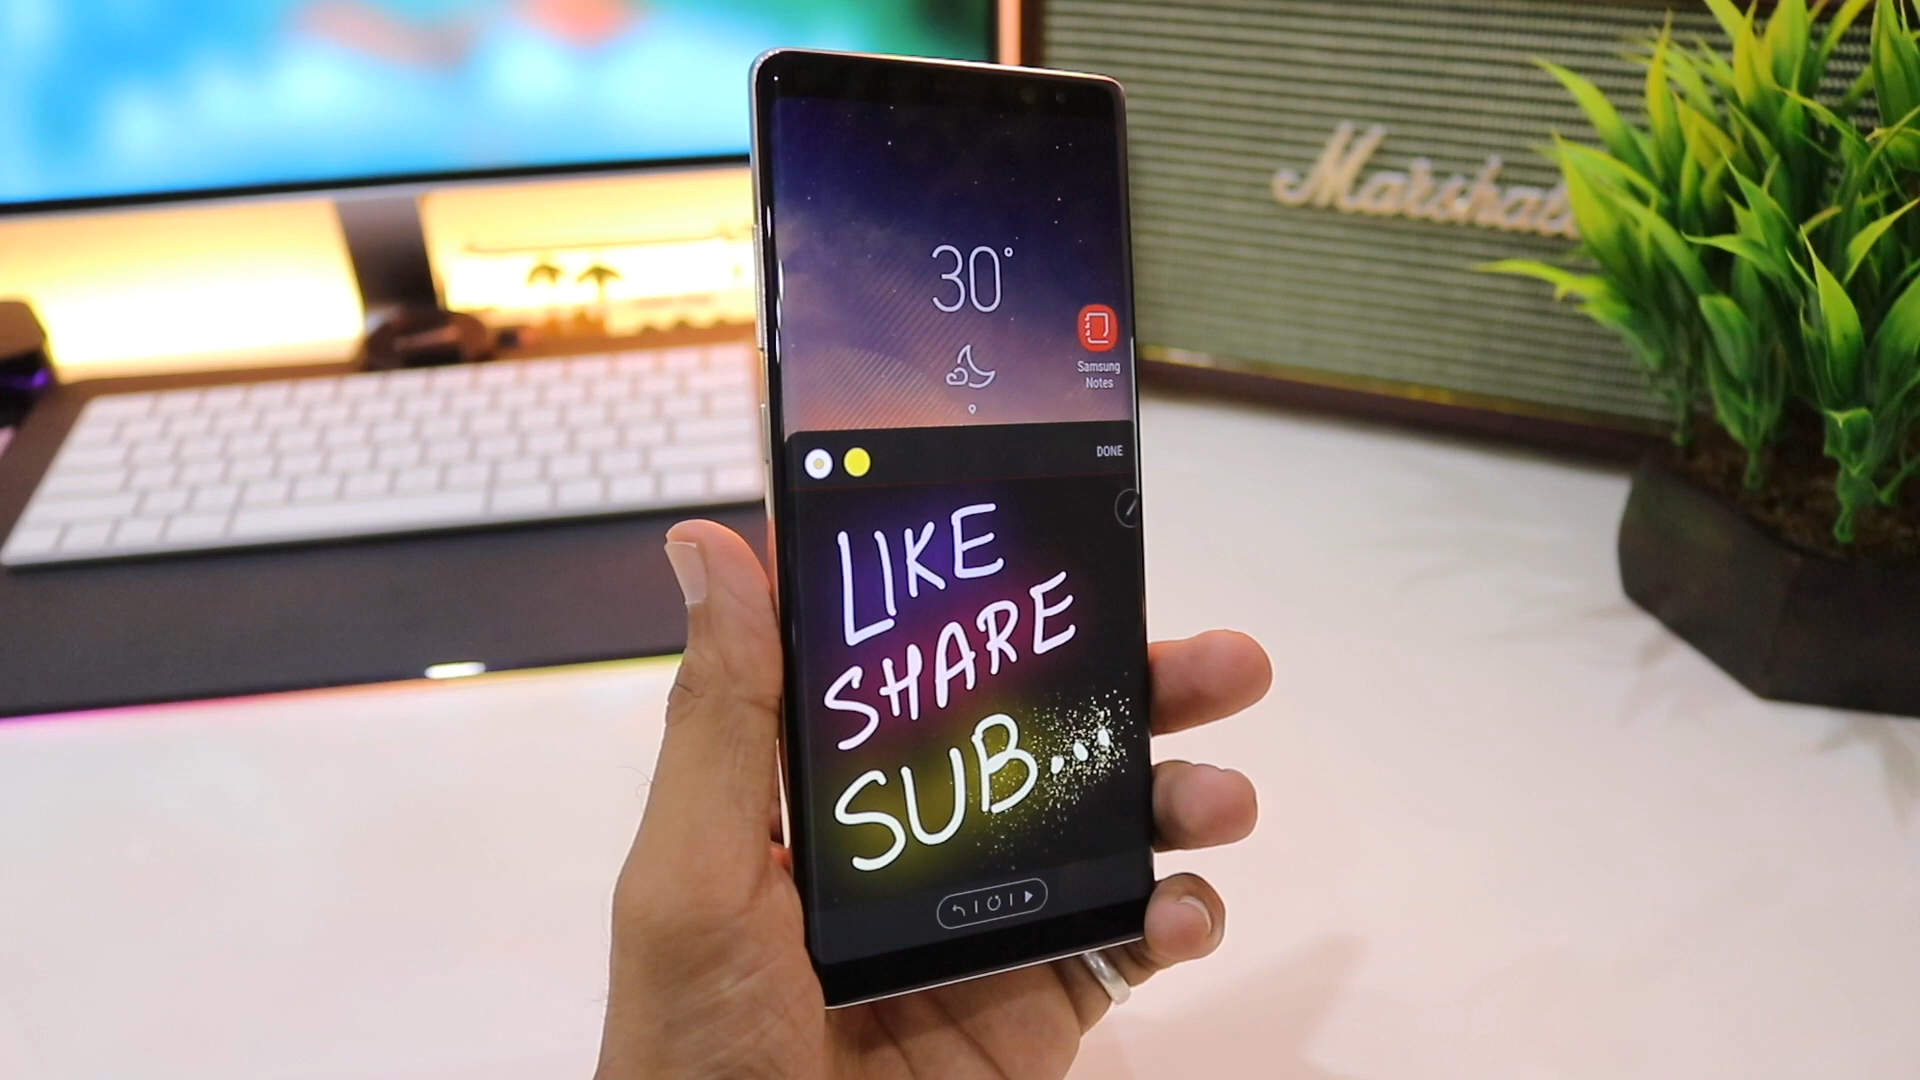 Marshall
30°
Samsung
Notes
DONE
LIKE
SHARE
SUB...